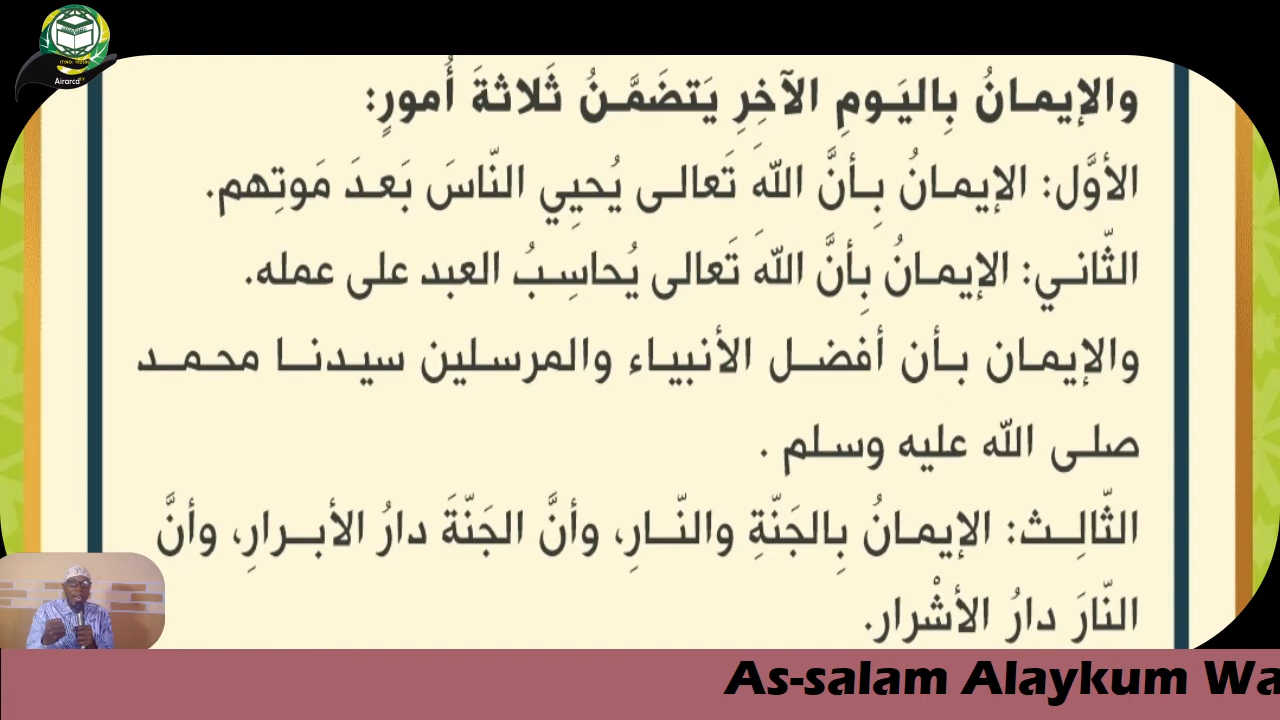 والإيمانُ بِاليَومِ الآخِرِ يَتضَمَّنُ ثَلاثةَ أُمورٍ:
الأوَّل: الإيمانُ بِأنَّ اللّهَ تَعالى يُحيِي النّاسَ بَعدَ مَوتِهم.
الثّاني: الإيمانُ بِأنَّ اللّهَ تَعالى يُحاسِبُ العبد على عمله.
والإيمان بأن أفضل الأنبياء والمرسلين سيدنا محمد
صلى اللّه عليه وسلم .
الثّالِث: الإيمانُ بِالجَنّةِ والنّارِ، وأنَّ الجَنّةَ دارُ الأبرارِ، وأنَّ
النّارَ دارُ الأشْرار.
Airarcd TV
As-salam Alaykum Wa